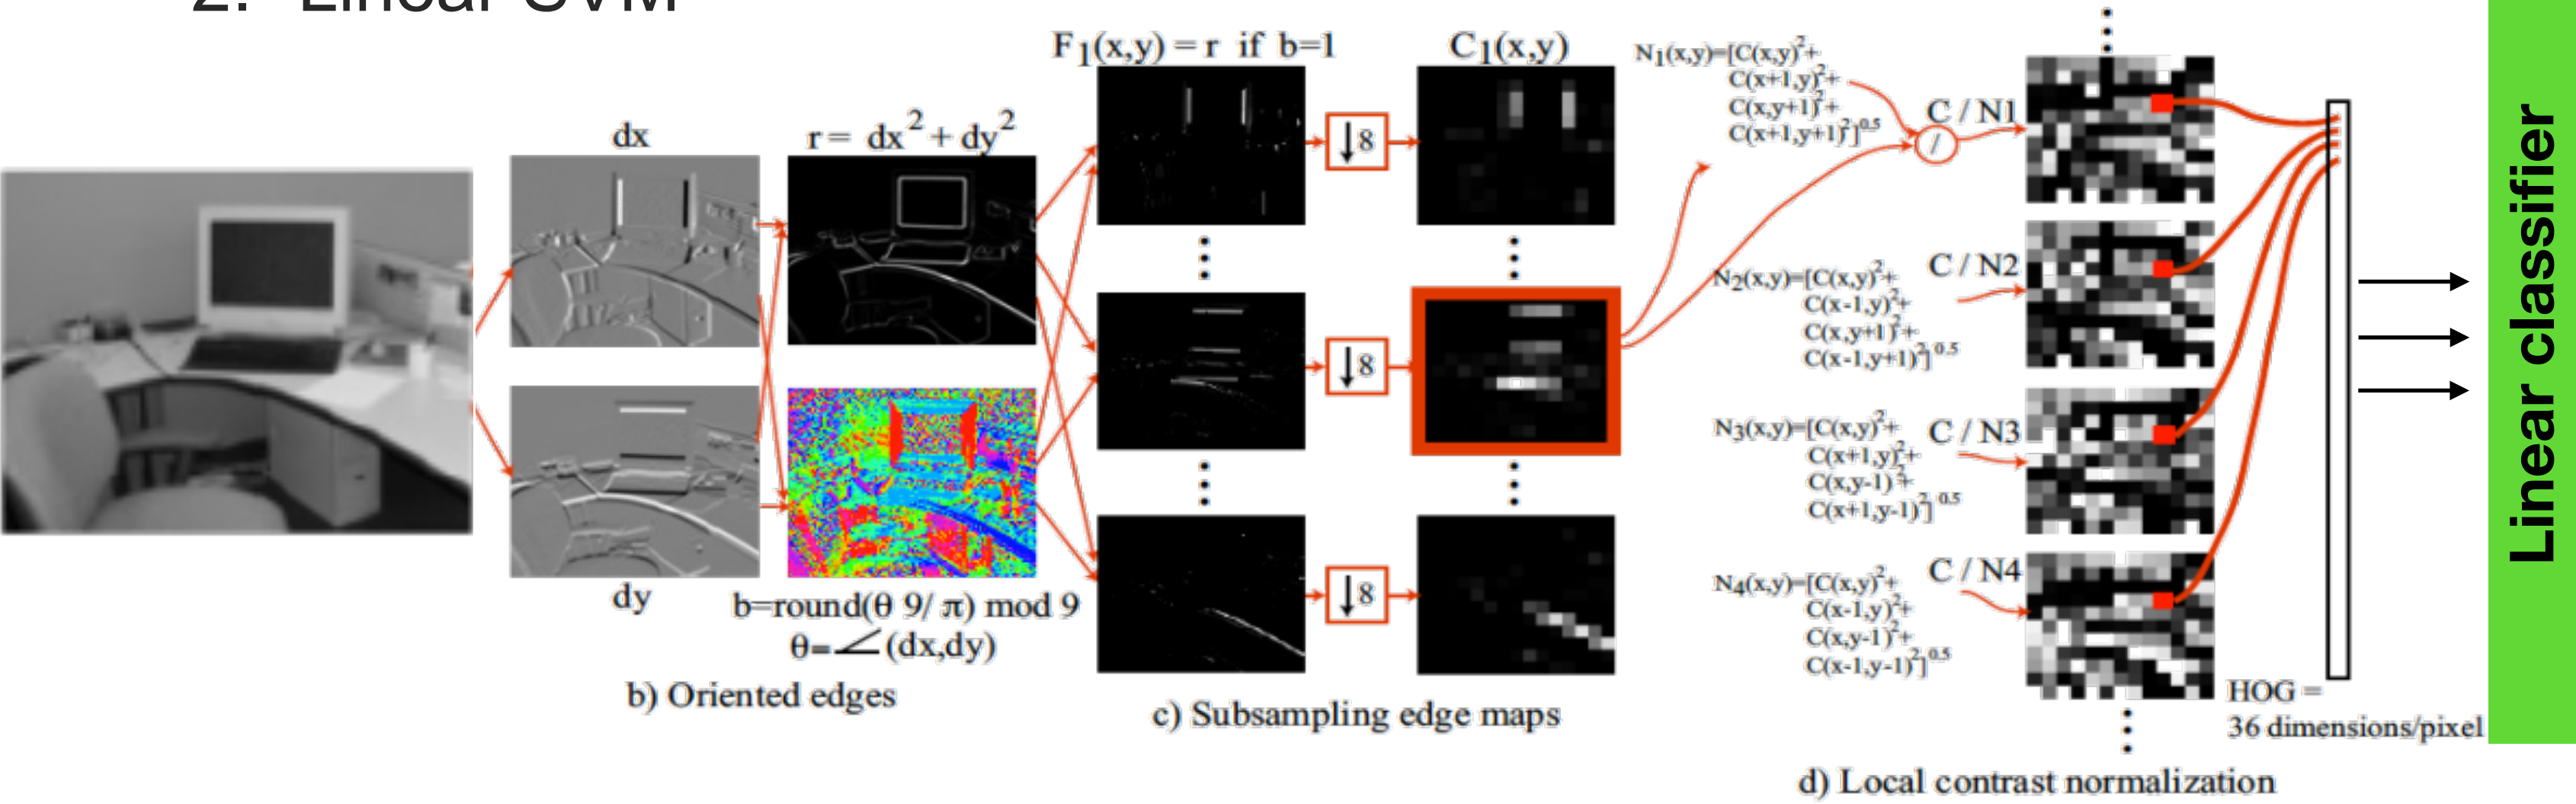 2. Linear SVM
dx
r= dx²+dy²
dy
b=round(θ 9/ π) mod 9
θ=∠(dx,dy)
b) Oriented edges
F₁(x,y)=r if b=1
C₁(x,y)
↓8
↓8
↓8
c) Subsampling edge maps
N₁(x,y)=[C(x,y)²+
C(x+1,y)²+
C(x,y+1)²+
C(x+1,y+1)²]^0.5
/
C / N1
N₂(x,y)=[C(x,y)²+
C(x-1,y)²+
C(x,y+1)²+
C(x-1,y+1)²]^0.5
C / N2
N₃(x,y)=[C(x,y)²+
C(x+1,y)²+
C(x,y-1)²+
C(x+1,y-1)²]^0.5
C / N3
N₄(x,y)=[C(x,y)²+
C(x-1,y)²+
C(x,y-1)²+
C(x-1,y-1)²]^0.5
C / N4
HOG =
36 dimensions/pixel
d) Local contrast normalization
Linear classifier